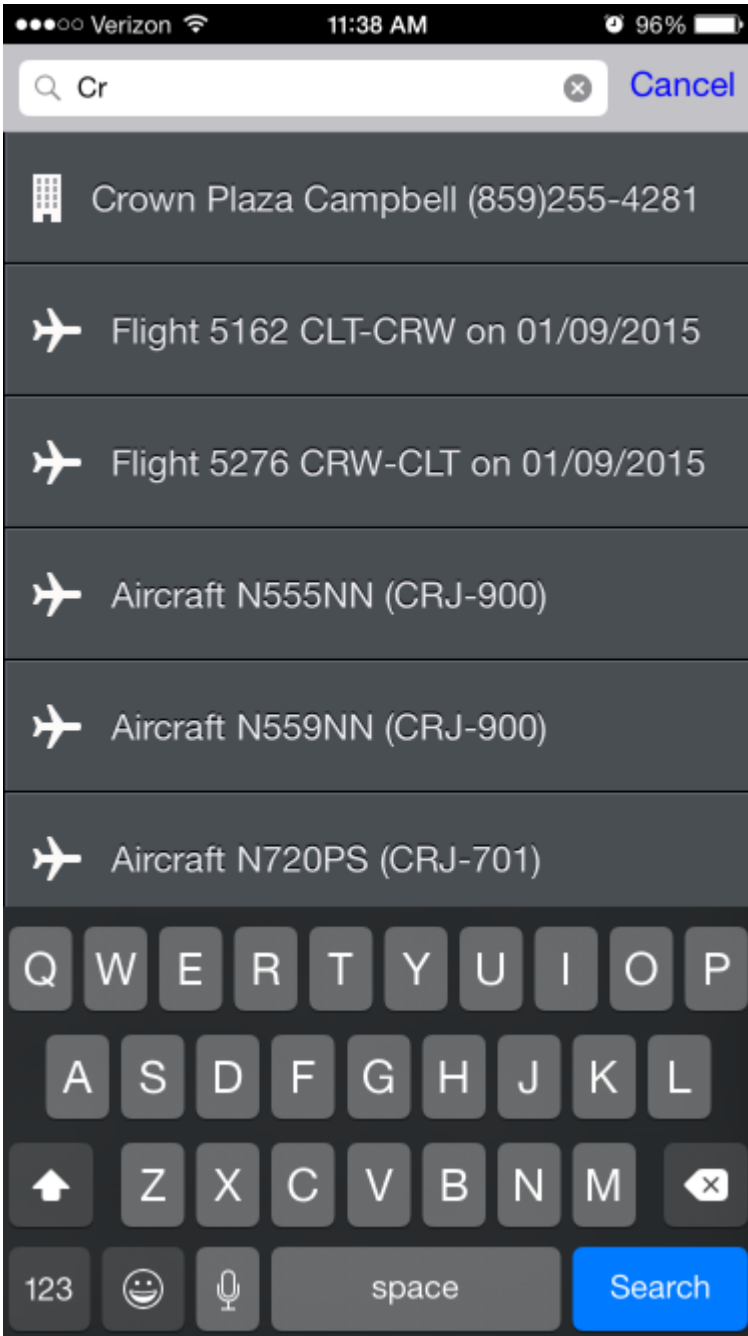 Verizon 11:38 AM 96%
Cr Cancel
Crown Plaza Campbell (859)255-4281
Flight 5162 CLT-CRW on 01/09/2015
Flight 5276 CRW-CLT on 01/09/2015
Aircraft N555NN (CRJ-900)
Aircraft N559NN (CRJ-900)
Aircraft N720PS (CRJ-701)
Q W E R T Y U I O P
A S D F G H J K L
Z X C V B N M
123 space Search